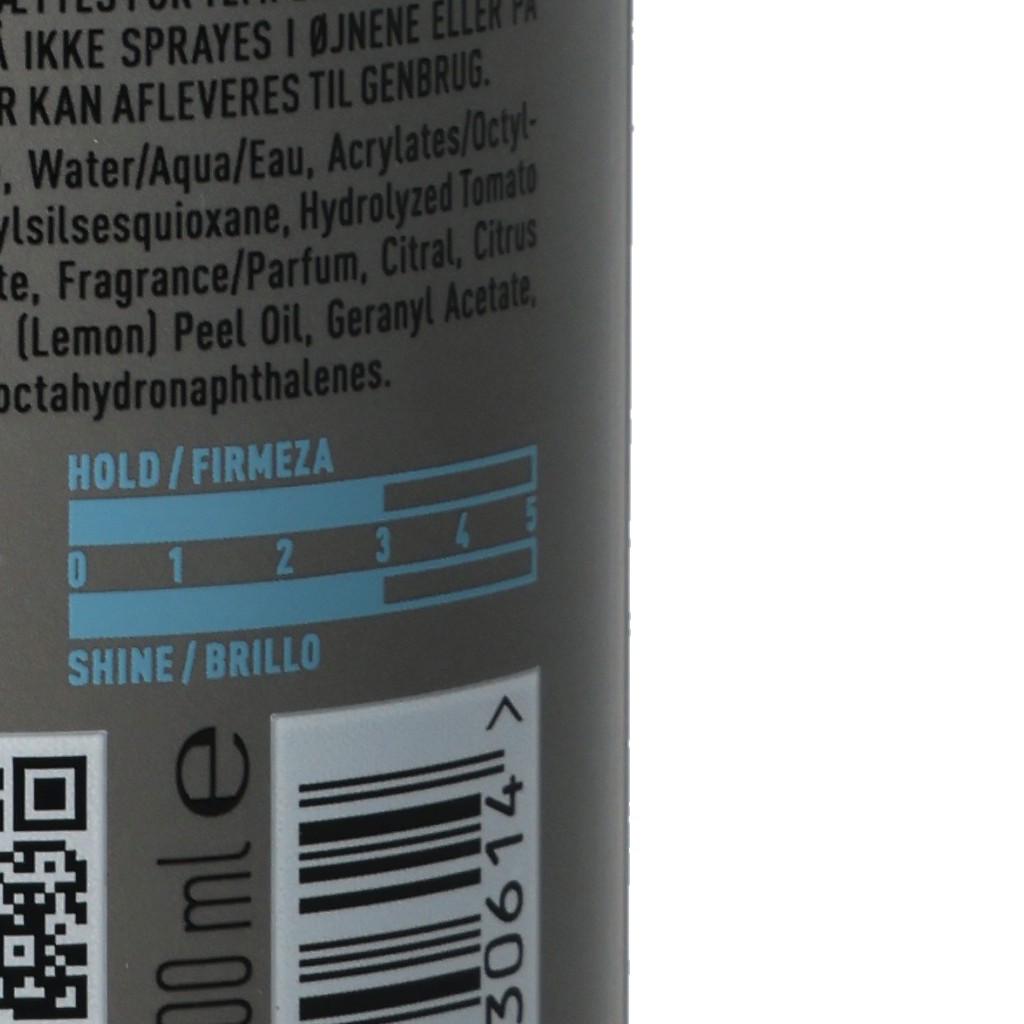 IKKE SPRAYES I ØJNENE ELLER PÅ
KAN AFLEVERES TIL GENBRUG.
, Water/Aqua/Eau, Acrylates/Octyl-
ylsilsesquioxane, Hydrolyzed Tomato
te, Fragrance/Parfum, Citral, Citrus
(Lemon) Peel Oil, Geranyl Acetate,
octahydronaphthalenes.
HOLD / FIRMEZA
0 1 2 3 4 5
SHINE / BRILLO
00 ml e
30614 >